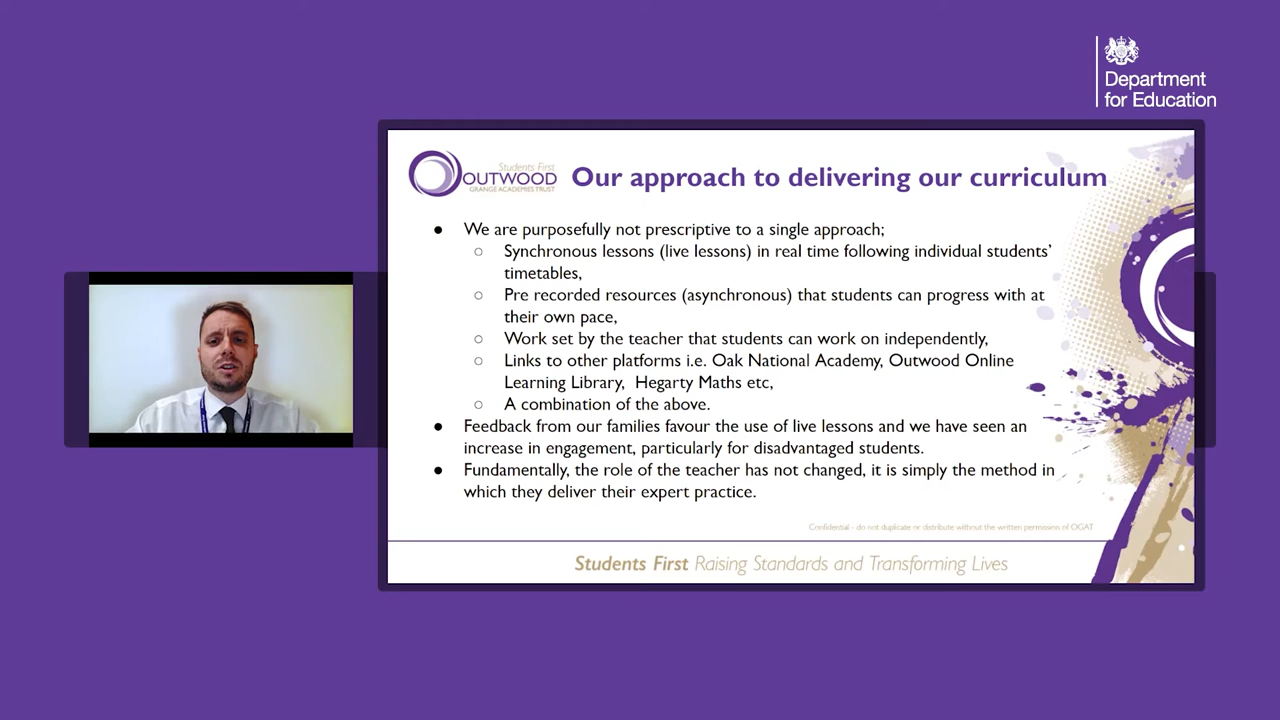 Department
for Education
Students First
OUTWOOD
GRANGE ACADEMIES TRUST
Our approach to delivering our curriculum
● We are purposefully not prescriptive to a single approach;
○ Synchronous lessons (live lessons) in real time following individual students'
timetables,
○ Pre recorded resources (asynchronous) that students can progress with at
their own pace,
○ Work set by the teacher that students can work on independently,
○ Links to other platforms i.e. Oak National Academy, Outwood Online
Learning Library, Hegarty Maths etc,
○ A combination of the above.
● Feedback from our families favour the use of live lessons and we have seen an
increase in engagement, particularly for disadvantaged students.
● Fundamentally, the role of the teacher has not changed, it is simply the method in
which they deliver their expert practice.
Confidential - do not duplicate or distribute without the written permission of OGAT
Students First Raising Standards and Transforming Lives